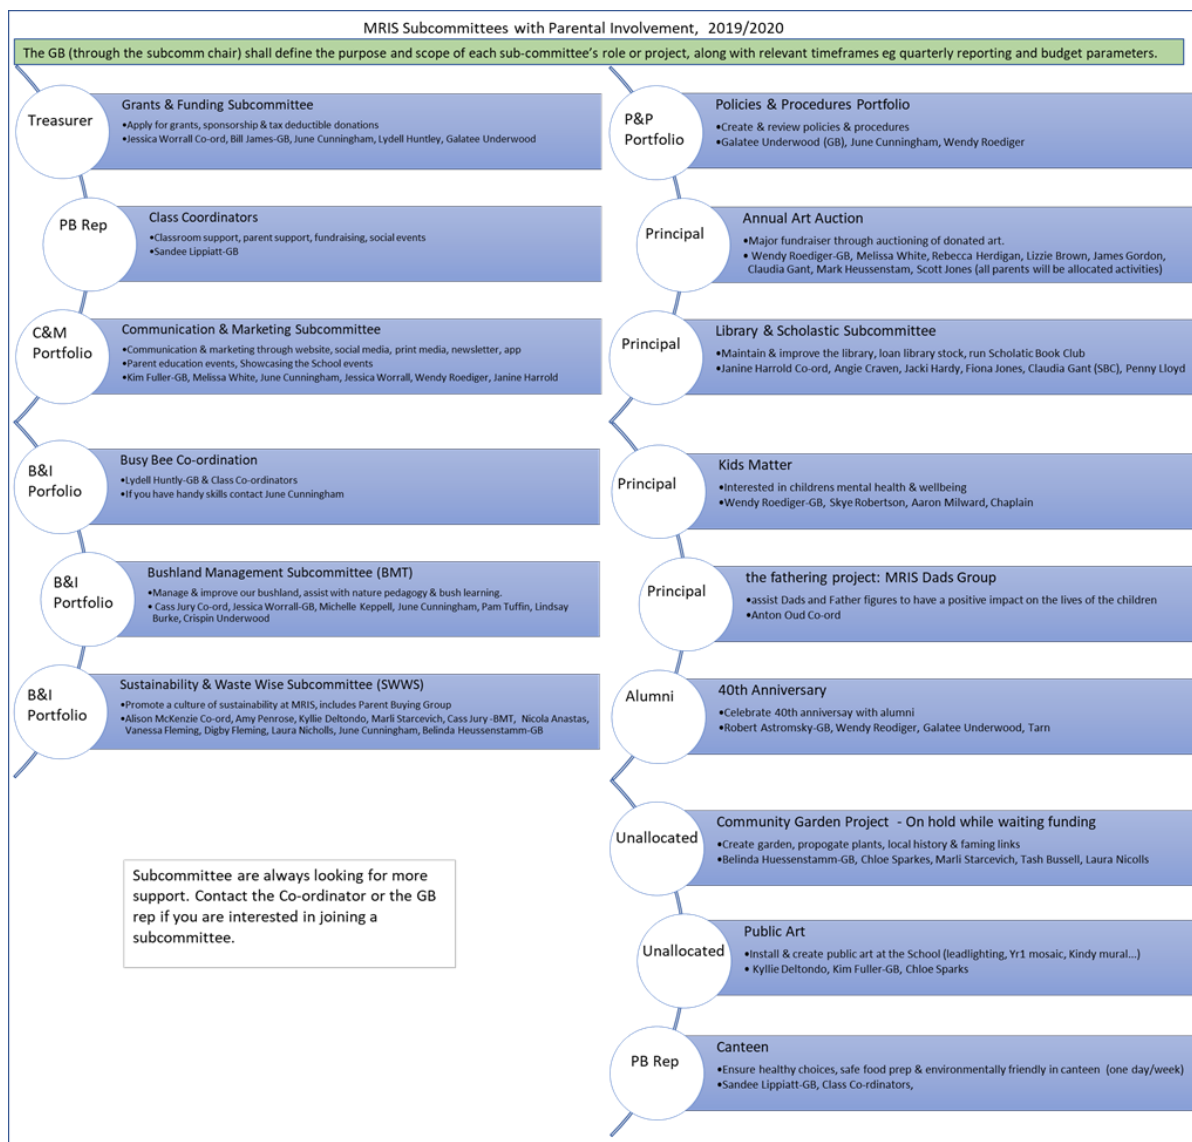 MRIS Subcommittees with Parental Involvement, 2019/2020
The GB (through the subcomm chair) shall define the purpose and scope of each sub-committee's role or project, along with relevant timeframes eg quarterly reporting and budget parameters.
Treasurer
Grants & Funding Subcommittee
•Apply for grants, sponsorship & tax deductible donations
•Jessica Worrall Co-ord, Bill James-GB, June Cunningham, Lydell Huntley, Galatee Underwood
PB Rep
Class Coordinators
•Classroom support, parent support, fundraising, social events
•Sandee Lippiatt-GB
C&M
Portfolio
Communication & Marketing Subcommittee
•Communication & marketing through website, social media, print media, newsletter, app
•Parent education events, Showcasing the School events
•Kim Fuller-GB, Melissa White, June Cunningham, Jessica Worrall, Wendy Roediger, Janine Harrold
B&I
Porfolio
Busy Bee Co-ordination
•Lydell Huntly-GB & Class Co-ordinators
•If you have handy skills contact June Cunningham
B&I
Portfolio
Bushland Management Subcommittee (BMT)
•Manage & improve our bushland, assist with nature pedagogy & bush learning.
• Cass Jury Co-ord, Jessica Worrall-GB, Michelle Keppell, June Cunningham, Pam Tuffin, Lindsay
Burke, Crispin Underwood
B&I
Portfolio
Sustainability & Waste Wise Subcommittee (SWWS)
•Promote a culture of sustainability at MRIS, includes Parent Buying Group
•Alison McKenzie Co-ord, Amy Penrose, Kyllie Deltondo, Marli Starcevich, Cass Jury -BMT, Nicola Anastas,
Vanessa Fleming, Digby Fleming, Laura Nicholls, June Cunningham, Belinda Heussenstamm-GB
Subcommittee are always looking for more
support. Contact the Co-ordinator or the GB
rep if you are interested in joining a
subcommittee.
P&P
Portfolio
Policies & Procedures Portfolio
•Create & review policies & procedures
•Galatee Underwood (GB), June Cunningham, Wendy Roediger
Principal
Annual Art Auction
•Major fundraiser through auctioning of donated art.
• Wendy Roediger-GB, Melissa White, Rebecca Herdigan, Lizzie Brown, James Gordon,
Claudia Gant, Mark Heussenstam, Scott Jones (all parents will be allocated activities)
Principal
Library & Scholastic Subcommittee
•Maintain & improve the library, loan library stock, run Scholatic Book Club
•Janine Harrold Co-ord, Angie Craven, Jacki Hardy, Fiona Jones, Claudia Gant (SBC), Penny Lloyd
Principal
Kids Matter
•Interested in childrens mental health & wellbeing
•Wendy Roediger-GB, Skye Robertson, Aaron Milward, Chaplain
Principal
the fathering project: MRIS Dads Group
•assist Dads and Father figures to have a positive impact on the lives of the children
•Anton Oud Co-ord
Alumni
40th Anniversary
•Celebrate 40th anniversay with alumni
•Robert Astromsky-GB, Wendy Reodiger, Galatee Underwood, Tarn
Unallocated
Community Garden Project - On hold while waiting funding
•Create garden, propogate plants, local history & faming links
•Belinda Huessenstamm-GB, Chloe Sparkes, Marli Starcevich, Tash Bussell, Laura Nicolls
Unallocated
Public Art
•Install & create public art at the School (leadlighting, Yr1 mosaic, Kindy mural...)
• Kyllie Deltondo, Kim Fuller-GB, Chloe Sparks
PB Rep
Canteen
•Ensure healthy choices, safe food prep & environmentally friendly in canteen (one day/week)
•Sandee Lippiatt-GB, Class Co-rdinators,